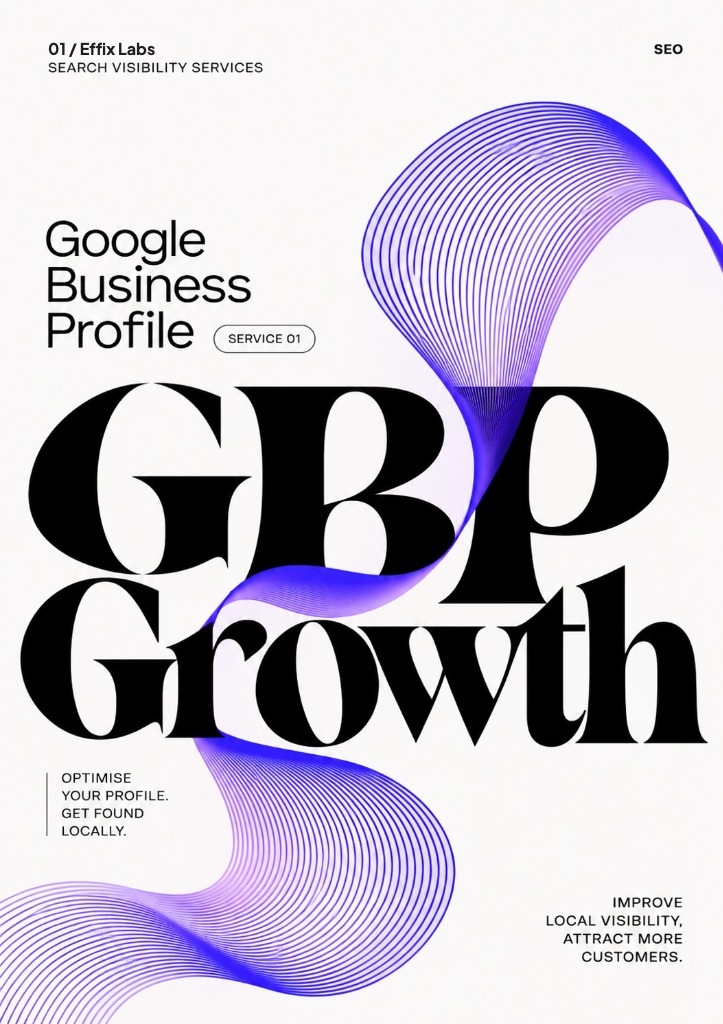 01 / Effix Labs
SEARCH VISIBILITY SERVICES
SEO
Google
Business
Profile
SERVICE 01
GBP
Growth
OPTIMISE
YOUR PROFILE.
GET FOUND
LOCALLY.
IMPROVE
LOCAL VISIBILITY,
ATTRACT MORE
CUSTOMERS.